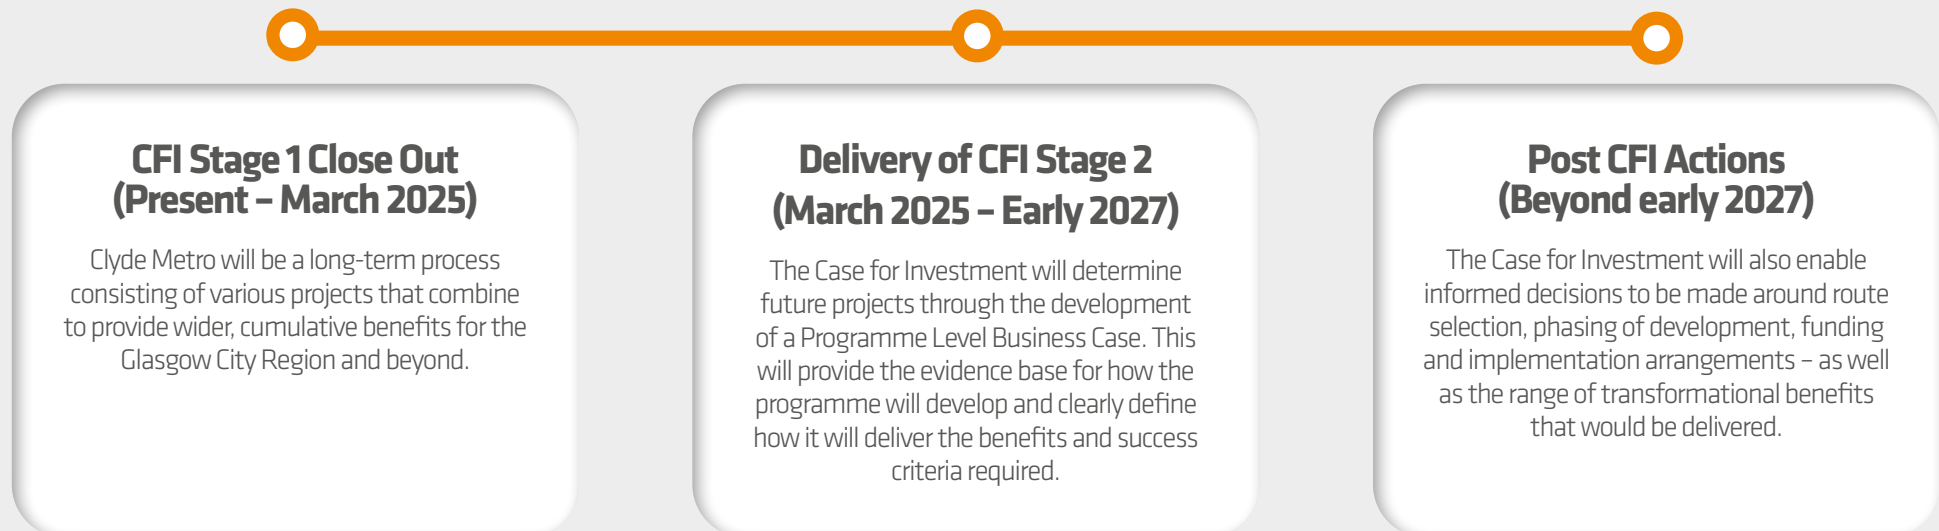 CFI Stage 1 Close Out
(Present – March 2025)
Clyde Metro will be a long-term process
consisting of various projects that combine
to provide wider, cumulative benefits for the
Glasgow City Region and beyond.
Delivery of CFI Stage 2
(March 2025 – Early 2027)
The Case for Investment will determine
future projects through the development
of a Programme Level Business Case. This
will provide the evidence base for how the
programme will develop and clearly define
how it will deliver the benefits and success
criteria required.
Post CFI Actions
(Beyond early 2027)
The Case for Investment will also enable
informed decisions to be made around route
selection, phasing of development, funding
and implementation arrangements – as well
as the range of transformational benefits
that would be delivered.